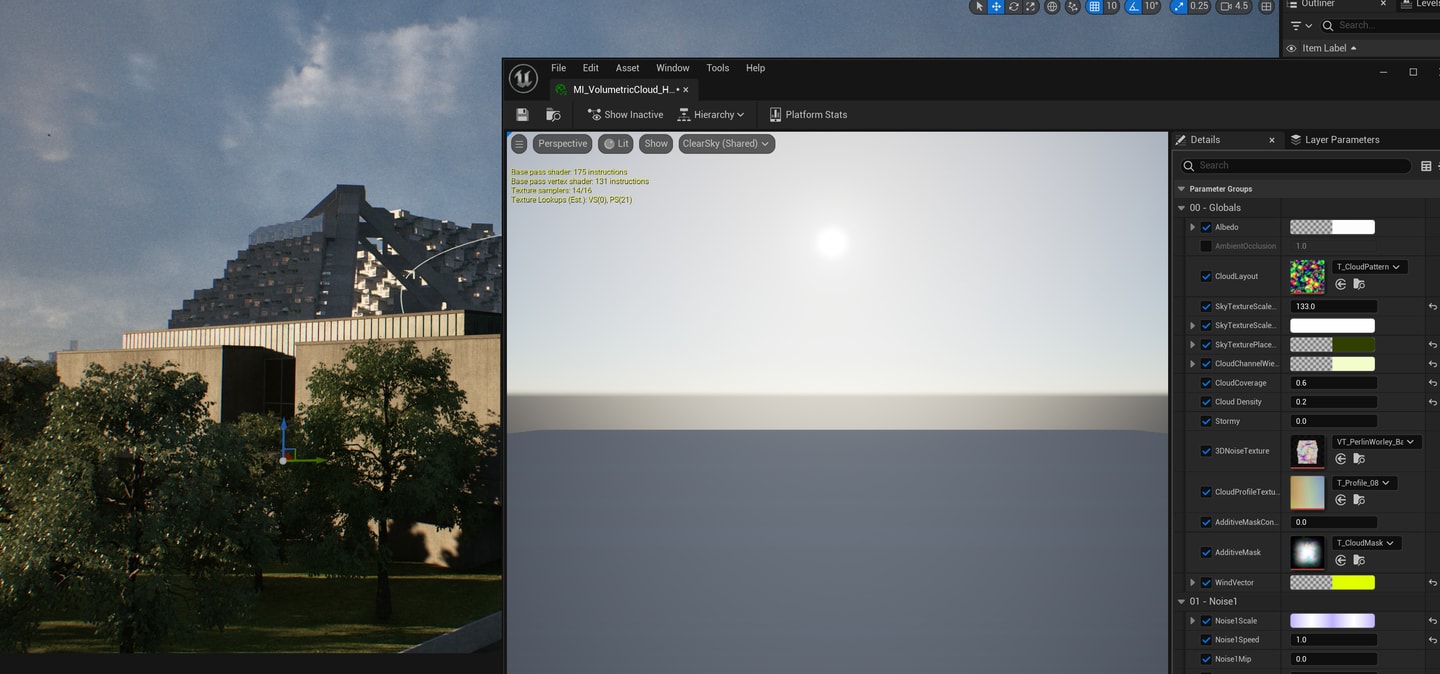 10
10°
0.25
4.5
Outliner
Levels
Search...
Item Label
File Edit Asset Window Tools Help
MI_VolumetricCloud_H...•
Show Inactive
Hierarchy
Platform Stats
Perspective
Lit
Show
ClearSky (Shared)
Base pass shader: 175 instructions
Base pass vertex shader: 131 instructions
Texture samplers: 14/16
Texture Lookups (Est.): VS(0), PS(21)
Details
Layer Parameters
Search
Parameter Groups
00 - Globals
Albedo
AmbientOcclusion 1.0
CloudLayout T_CloudPattern
SkyTextureScale... 133.0
SkyTextureScale...
SkyTexturePlace...
CloudChannelWie...
CloudCoverage 0.6
Cloud Density 0.2
Stormy 0.0
3DNoiseTexture VT_PerlinWorley_Ba
CloudProfileTextu... T_Profile_08
AdditiveMaskCon... 0.0
AdditiveMask T_CloudMask
WindVector
01 - Noise1
Noise1Scale
Noise1Speed 1.0
Noise1Mip 0.0